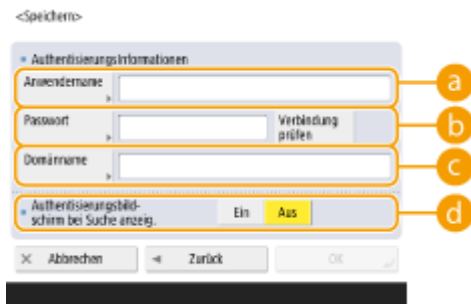 <Speichern>
Authentisierungsinformationen
Anwendername
a
Passwort
Verbindung
prüfen
b
Domänname
c
Authentisierungsbild-
schirm bei Suche anzeig.
Ein
Aus
d
Abbrechen
Zurück
OK